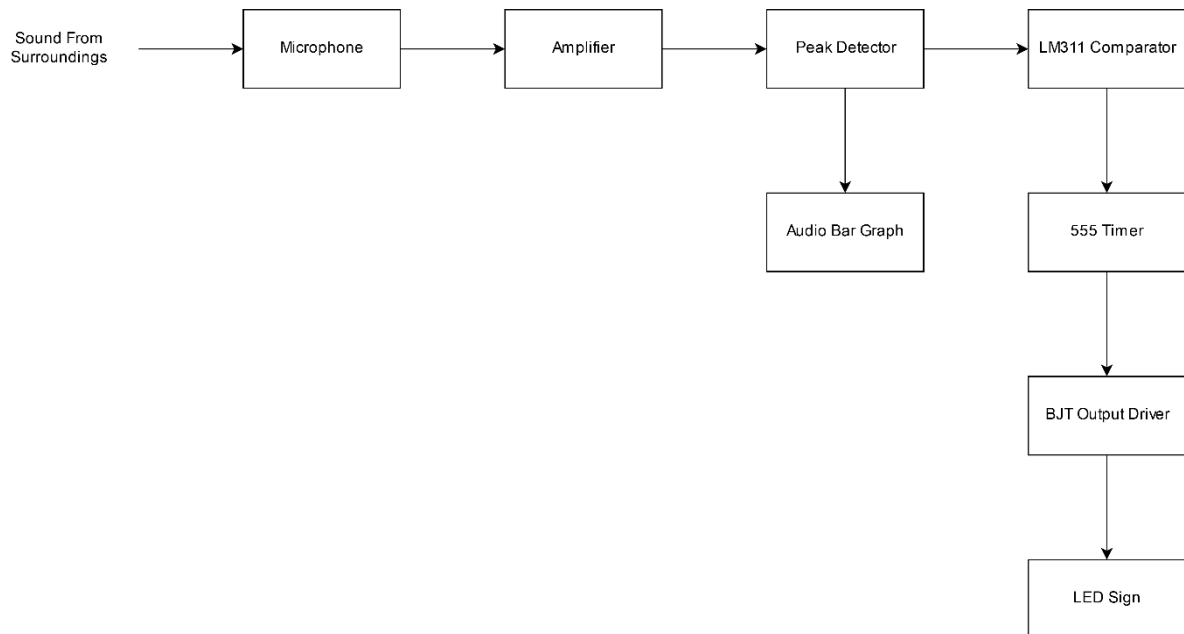 Sound From
Surroundings
Microphone
Amplifier
Peak Detector
LM311 Comparator
Audio Bar Graph
555 Timer
BJT Output Driver
LED Sign